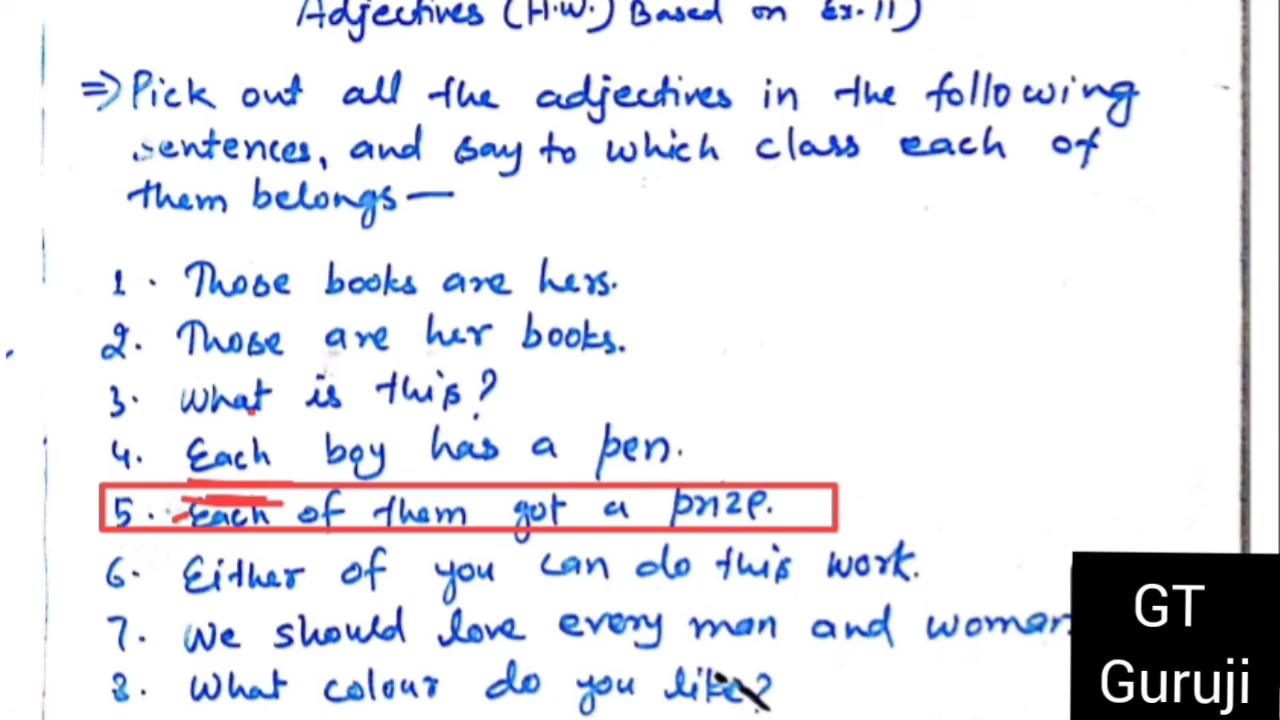 Adjectives (H.W.) Based on Ex. 11)
=> Pick out all the adjectives in the following
sentences, and say to which class each of
them belongs —
1. Those books are hers.
2. Those are her books.
3. What is this?
4. Each boy has a pen.
5. Each of them got a prize.
6. Either of you can do this work.
7. We should love every man and woman.
8. What colour do you like?
GT
Guruji